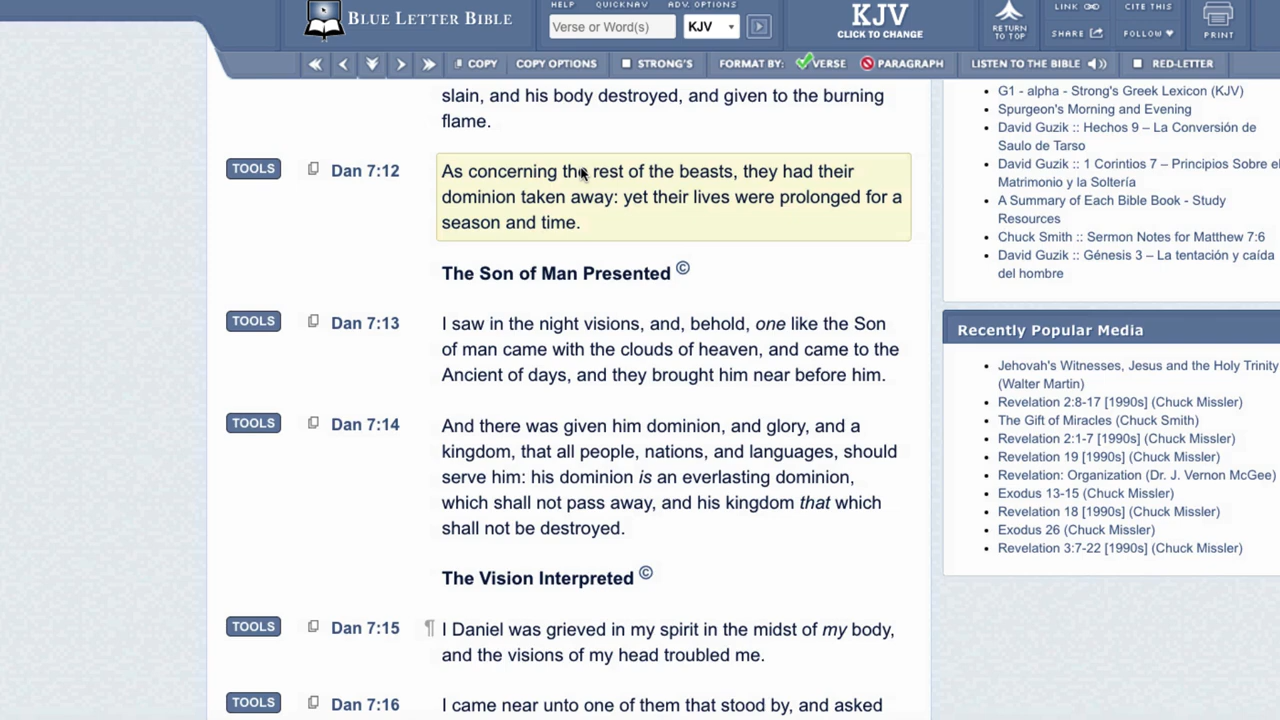 BLUE LETTER BIBLE
HELP QUICKNAV ADV. OPTIONS
Verse or Word(s)
KJV
KJV
CLICK TO CHANGE
RETURN
TO TOP
LINK
CITE THIS
SHARE
FOLLOW
PRINT
COPY
COPY OPTIONS
STRONG'S
FORMAT BY:
VERSE
PARAGRAPH
LISTEN TO THE BIBLE
RED-LETTER
slain, and his body destroyed, and given to the burning
flame.
TOOLS Dan 7:12 As concerning the rest of the beasts, they had their
dominion taken away: yet their lives were prolonged for a
season and time.
The Son of Man Presented ©
TOOLS Dan 7:13 I saw in the night visions, and, behold, one like the Son
of man came with the clouds of heaven, and came to the
Ancient of days, and they brought him near before him.
TOOLS Dan 7:14 And there was given him dominion, and glory, and a
kingdom, that all people, nations, and languages, should
serve him: his dominion is an everlasting dominion,
which shall not pass away, and his kingdom that which
shall not be destroyed.
The Vision Interpreted ©
TOOLS Dan 7:15 ¶ I Daniel was grieved in my spirit in the midst of my body,
and the visions of my head troubled me.
TOOLS Dan 7:16 I came near unto one of them that stood by, and asked
G1 - alpha - Strong's Greek Lexicon (KJV)
Spurgeon's Morning and Evening
David Guzik :: Hechos 9 – La Conversión de
Saulo de Tarso
David Guzik :: 1 Corintios 7 – Principios Sobre el
Matrimonio y la Soltería
A Summary of Each Bible Book - Study
Resources
Chuck Smith :: Sermon Notes for Matthew 7:6
David Guzik :: Génesis 3 – La tentación y caída
del hombre
Recently Popular Media
Jehovah's Witnesses, Jesus and the Holy Trinity
(Walter Martin)
Revelation 2:8-17 [1990s] (Chuck Missler)
The Gift of Miracles (Chuck Smith)
Revelation 2:1-7 [1990s] (Chuck Missler)
Revelation 19 [1990s] (Chuck Missler)
Revelation: Organization (Dr. J. Vernon McGee)
Exodus 13-15 (Chuck Missler)
Revelation 18 [1990s] (Chuck Missler)
Exodus 26 (Chuck Missler)
Revelation 3:7-22 [1990s] (Chuck Missler)